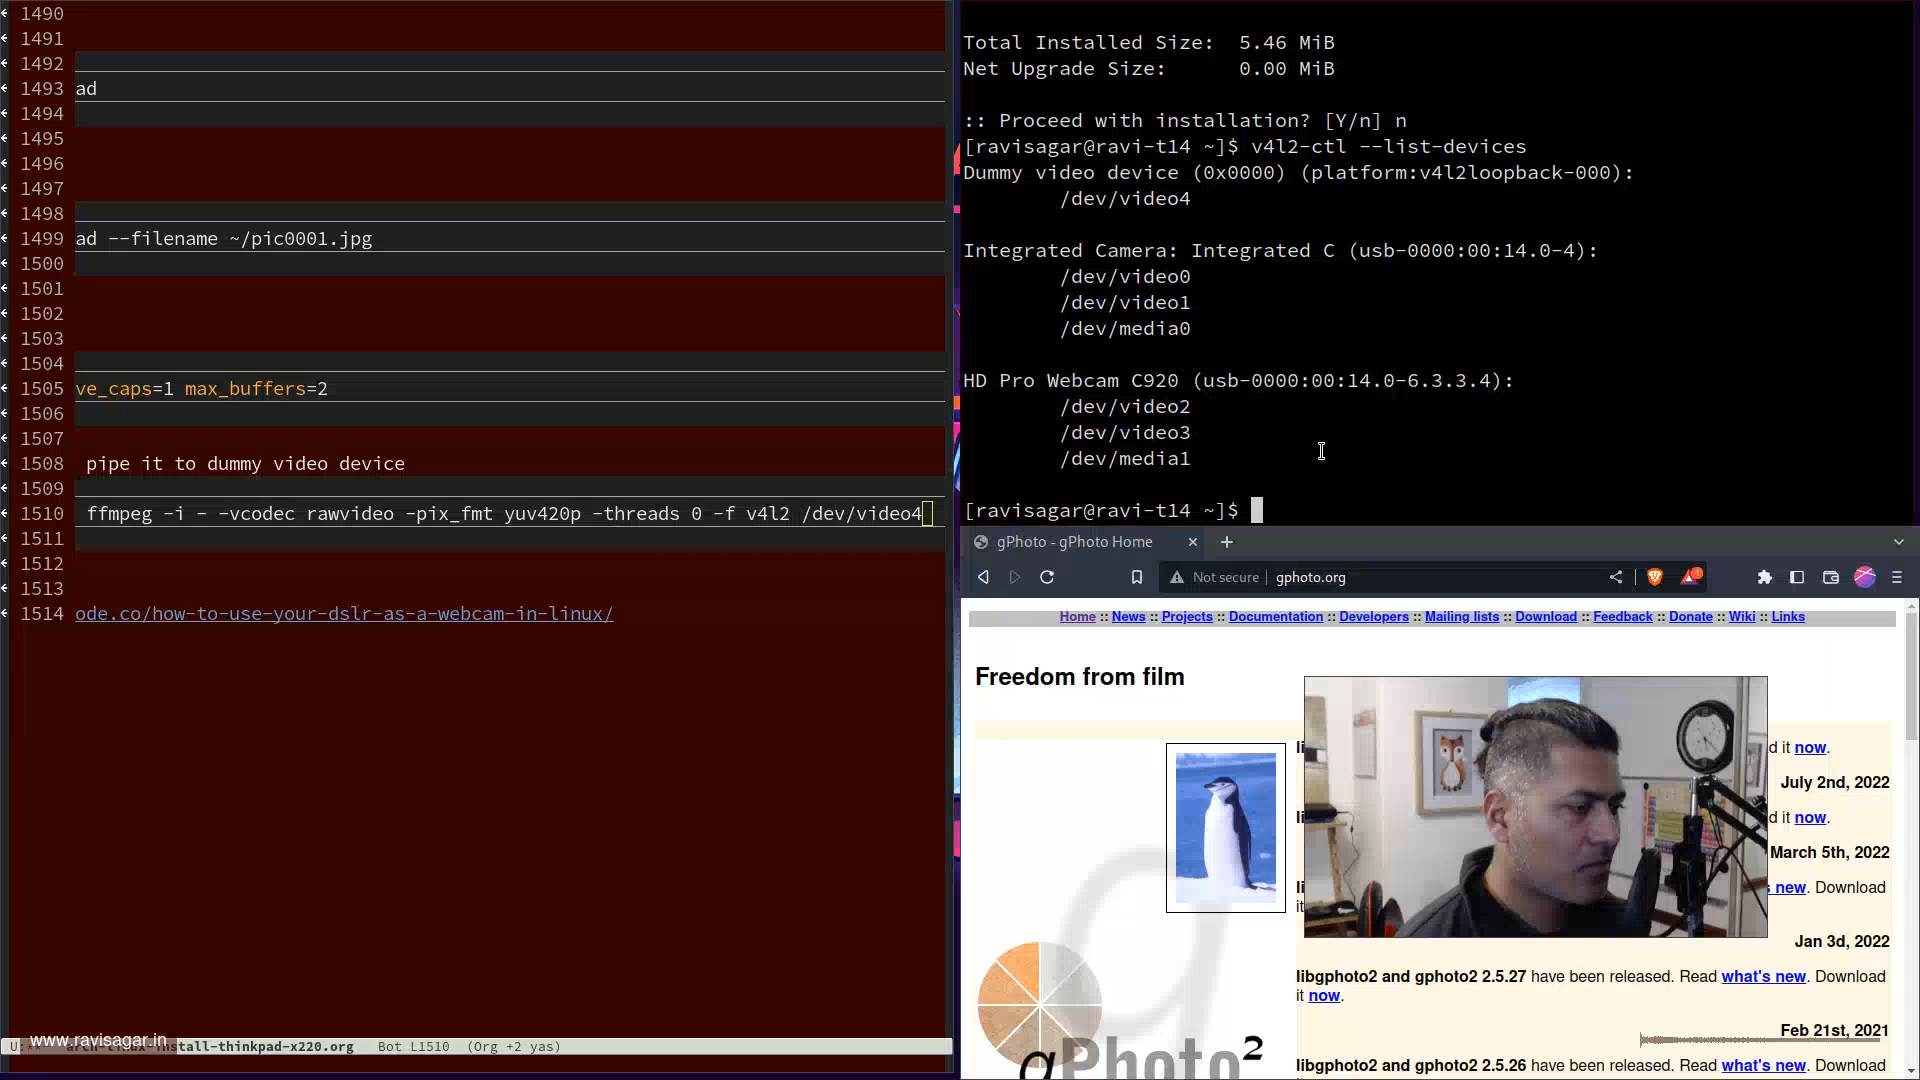 1490
1491
1492
1493 ad
1494
1495
1496
1497
1498
1499 ad --filename ~/pic0001.jpg
1500
1501
1502
1503
1504
1505 ve_caps=1 max_buffers=2
1506
1507
1508 pipe it to dummy video device
1509
1510 ffmpeg -i - -vcodec rawvideo -pix_fmt yuv420p -threads 0 -f v4l2 /dev/video4
1511
1512
1513
1514 ode.co/how-to-use-your-dslr-as-a-webcam-in-linux/
www.ravisagar.in
U: install-thinkpad-x220.org Bot L1510 (Org +2 yas)
Total Installed Size: 5.46 MiB
Net Upgrade Size: 0.00 MiB
:: Proceed with installation? [Y/n] n
[ravisagar@ravi-t14 ~]$ v4l2-ctl --list-devices
Dummy video device (0x0000) (platform:v4l2loopback-000):
/dev/video4
Integrated Camera: Integrated C (usb-0000:00:14.0-4):
/dev/video0
/dev/video1
/dev/media0
HD Pro Webcam C920 (usb-0000:00:14.0-6.3.3.4):
/dev/video2
/dev/video3
/dev/media1
[ravisagar@ravi-t14 ~]$
gPhoto - gPhoto Home
Not secure gphoto.org
Home :: News :: Projects :: Documentation :: Developers :: Mailing lists :: Download :: Feedback :: Donate :: Wiki :: Links
Freedom from film
d it now.
July 2nd, 2022
d it now.
March 5th, 2022
s new. Download
it
Jan 3d, 2022
libgphoto2 and gphoto2 2.5.27 have been released. Read what's new. Download
it now.
Feb 21st, 2021
libgphoto2 and gphoto2 2.5.26 have been released. Read what's new. Download
gPhoto2